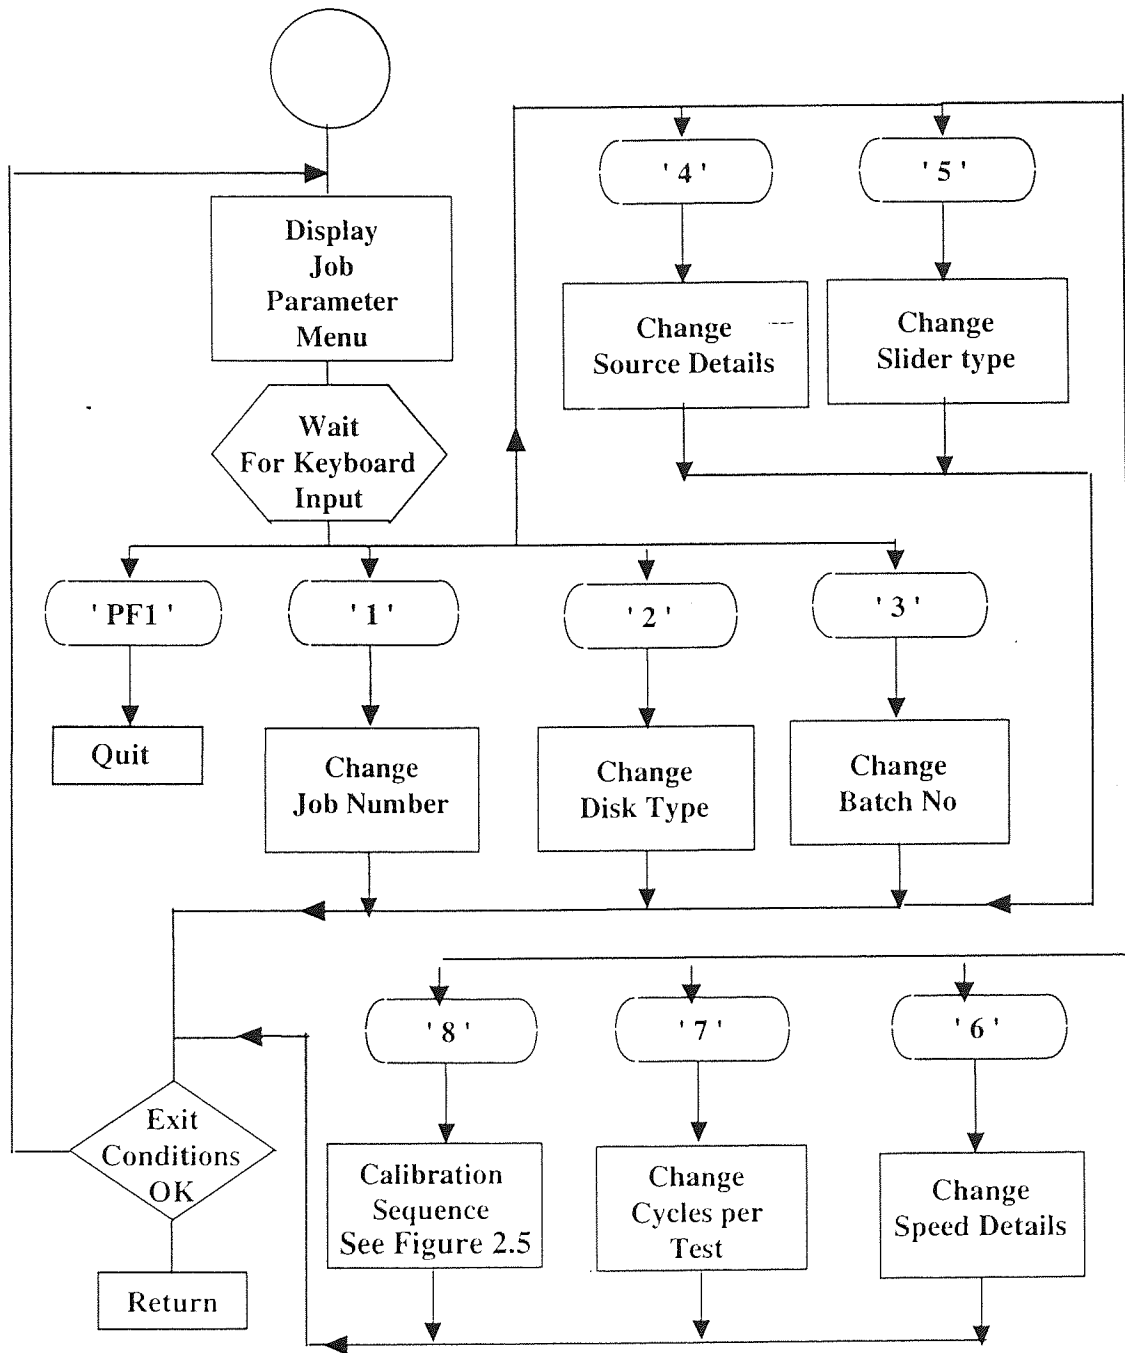 Display
Job
Parameter
Menu
Wait
For Keyboard
Input
' 4 '
' 5 '
Change
Source Details
Change
Slider type
' PF1 '
' 1 '
' 2 '
' 3 '
Quit
Change
Job Number
Change
Disk Type
Change
Batch No
' 8 '
' 7 '
' 6 '
Exit
Conditions
OK
Calibration
Sequence
See Figure 2.5
Change
Cycles per
Test
Change
Speed Details
Return